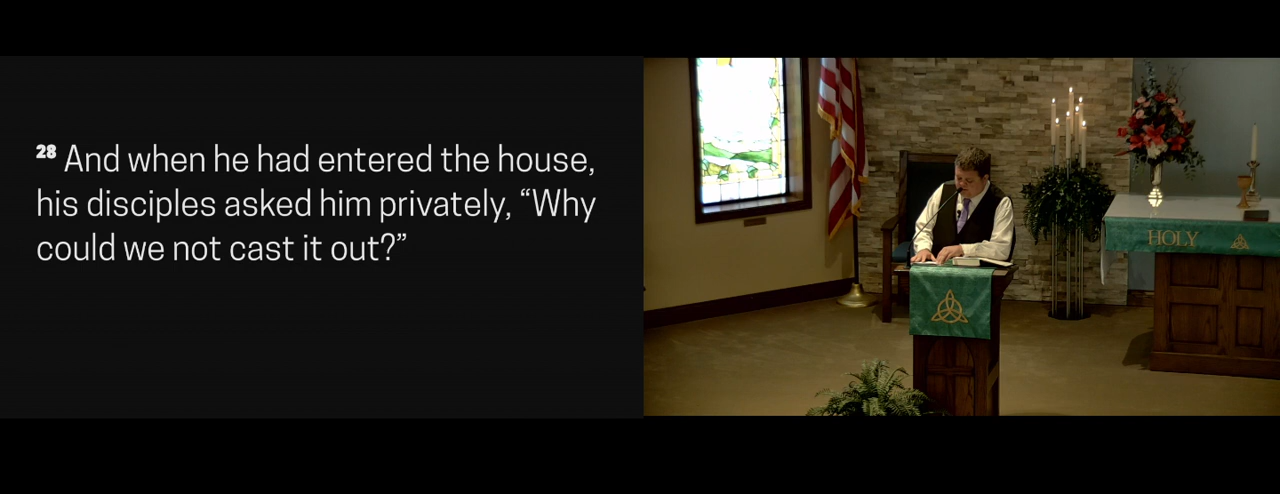 28 And when he had entered the house,
his disciples asked him privately, “Why
could we not cast it out?”
HOLY